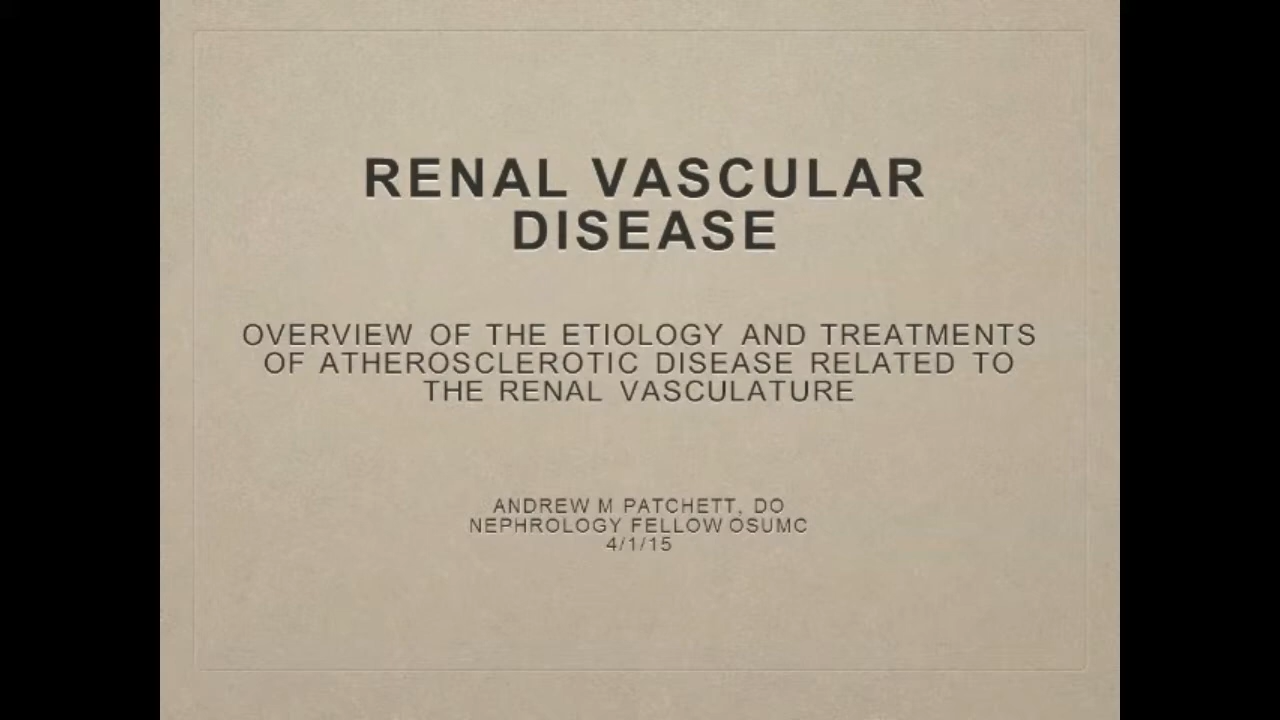 RENAL VASCULAR
DISEASE
OVERVIEW OF THE ETIOLOGY AND TREATMENTS
OF ATHEROSCLEROTIC DISEASE RELATED TO
THE RENAL VASCULATURE
ANDREW M PATCHETT, DO
NEPHROLOGY FELLOW OSUMC
4/1/15